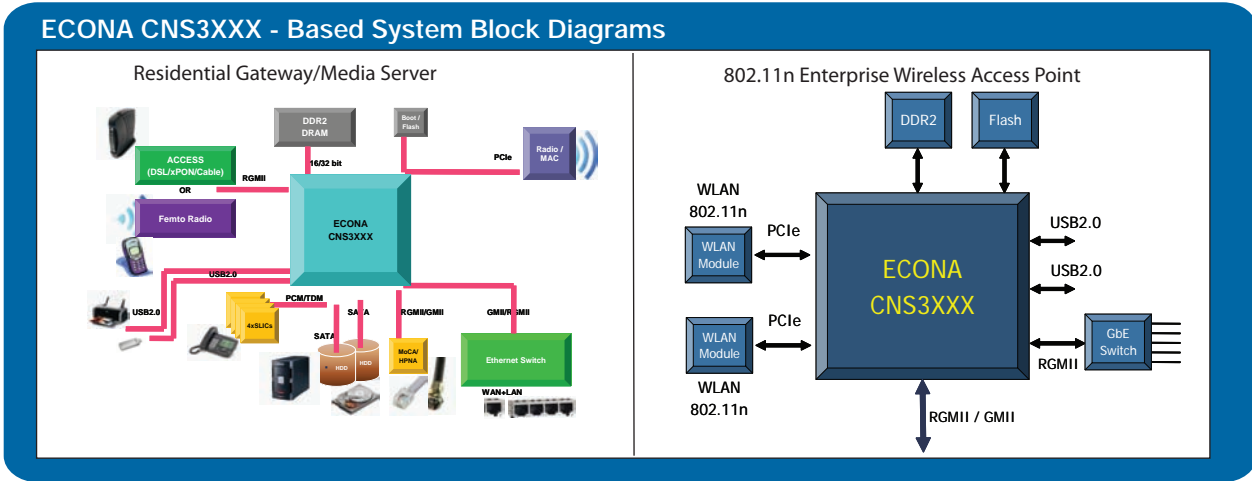 ECONA CNS3XXX - Based System Block Diagrams
Residential Gateway/Media Server
DDR2
DRAM
Boot /
Flash
16/32 bit
ACCESS
(DSL/xPON/Cable)
RGMII
OR
Femto Radio
PCIe
Radio /
MAC
ECONA
CNS3XXX
USB2.0
USB2.0
PCM/TDM
4xSLICs
SATA
SATA
HDD
HDD
RGMII/GMII
MoCA/
HPNA
GMII/RGMII
Ethernet Switch
WAN+LAN
802.11n Enterprise Wireless Access Point
DDR2
Flash
WLAN
802.11n
WLAN
Module
PCIe
ECONA
CNS3XXX
USB2.0
USB2.0
WLAN
Module
PCIe
WLAN
802.11n
RGMII
GbE
Switch
RGMII / GMII